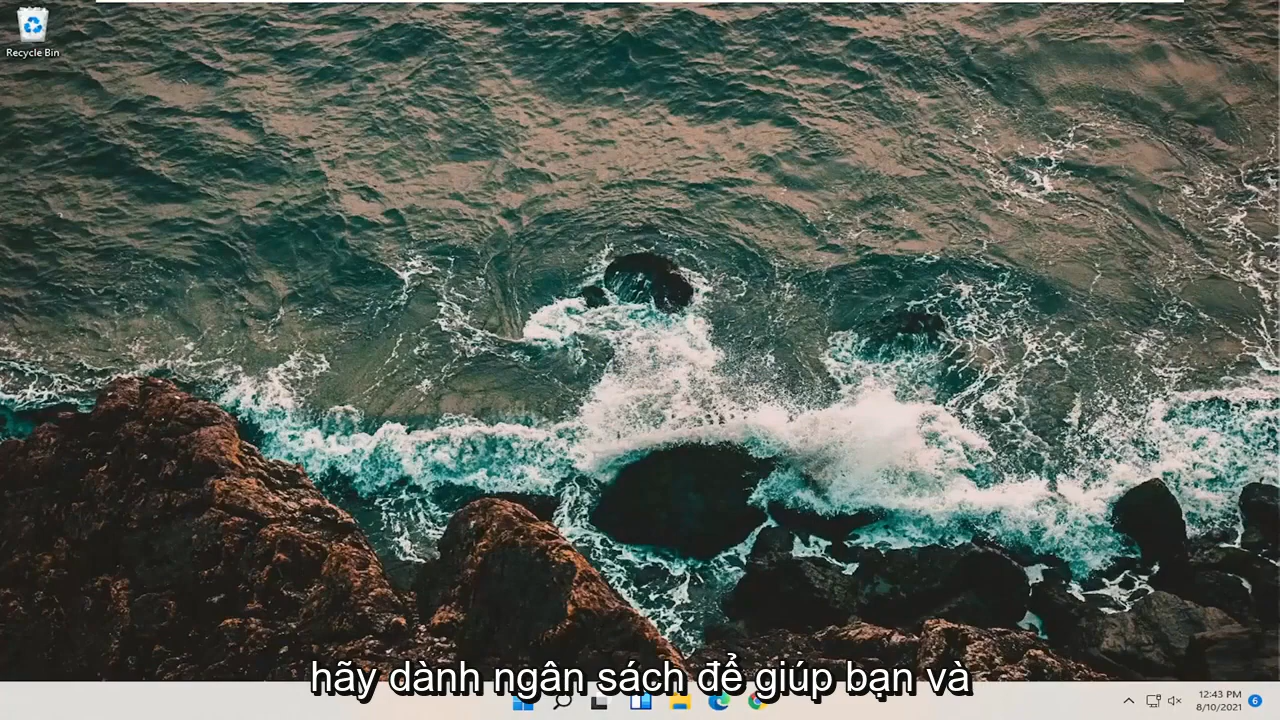 Recycle Bin
hãy dành ngân sách để giúp bạn và
12:43 PM
8/10/2021
6